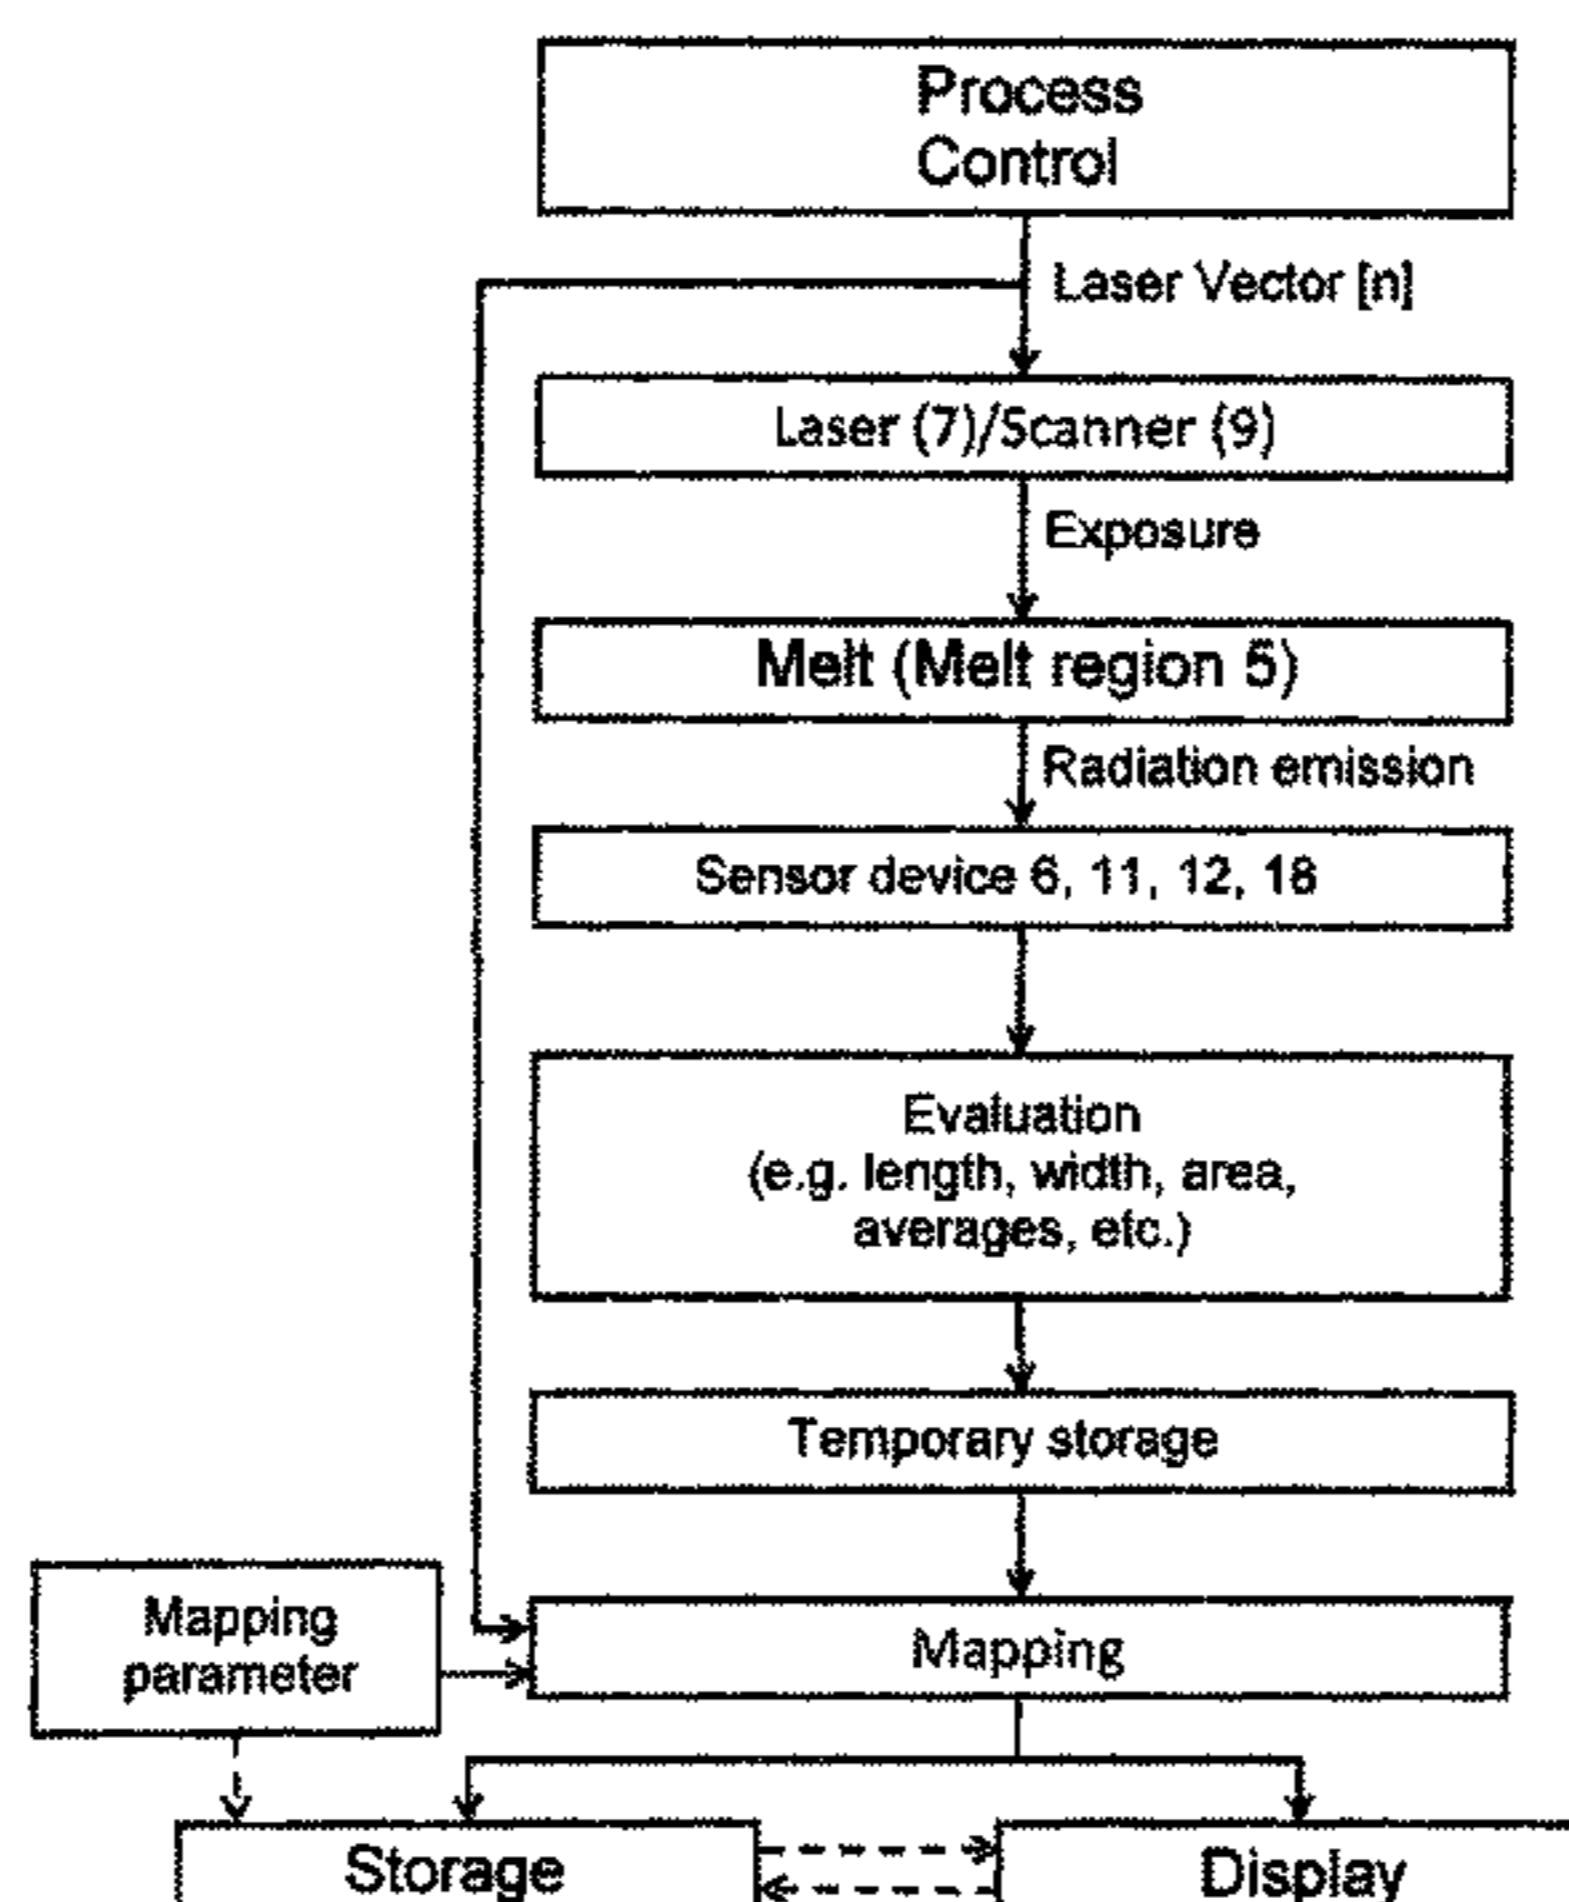 Process
Control
Laser Vector [n]
Laser (7)/Scanner (9)
Exposure
Melt (Melt region 5)
Radiation emission
Sensor device 6, 11, 12, 18
Evaluation
(e.g. length, width, area,
averages, etc.)
Temporary storage
Mapping
parameter
Mapping
Storage
Display